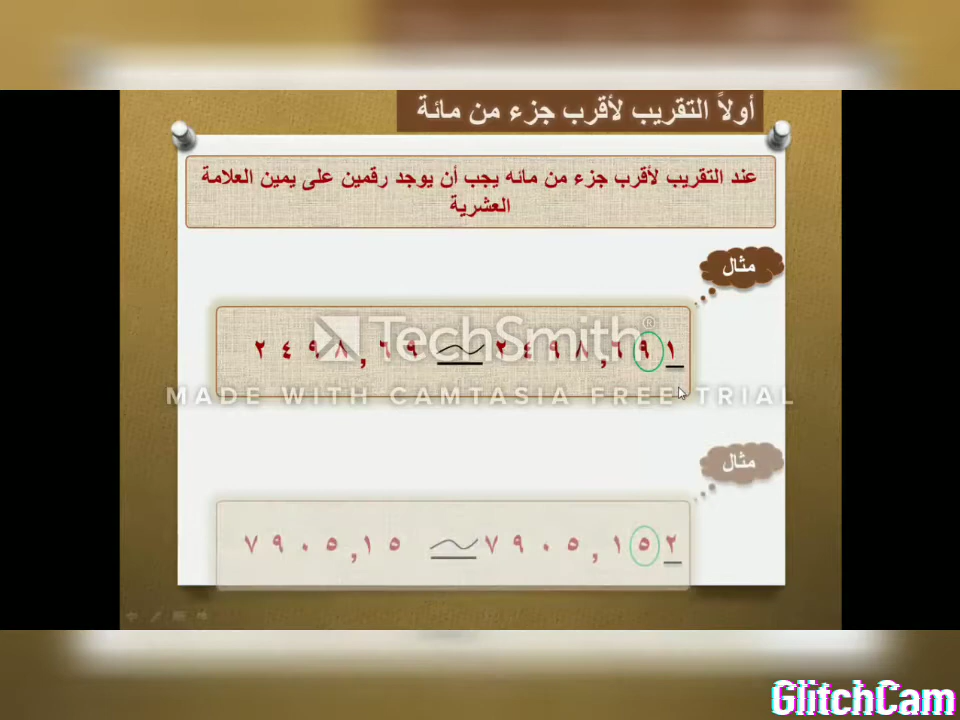 أولاً التقريب لأقرب جزء من مائة
عند التقريب لأقرب جزء من مائه يجب أن يوجد رقمين على يمين العلامة
العشرية
مثال
٢٤٩٨,٦٩ ≃ ٢٤٩٨,٦٩١
TechSmith®
MADE WITH CAMTASIA FREE TRIAL
مثال
٧٩٠٥,١٥ ≃ ٧٩٠٥,١٥٢
GlitchCam